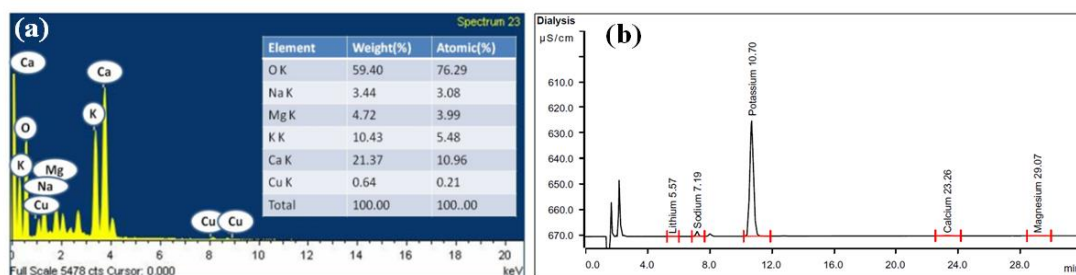 (a)
Spectrum 23
Ca
Ca
K
O
K
Mg
Na
Cu
Cu
Cu
Element Weight(%) Atomic(%)
O K 59.40 76.29
Na K 3.44 3.08
Mg K 4.72 3.99
K K 10.43 5.48
Ca K 21.37 10.96
Cu K 0.64 0.21
Total 100.00 100..00
0 2 4 6 8 10 12 14 16 18 20
Full Scale 5478 cts Cursor: 0.000 keV
Dialysis
µS/cm
(b)
610.0
640.0
650.0
660.0
670.0
Lithium 5.57
Sodium 7.19
Potassium 10.70
Calcium 23.26
Magnesium 29.07
0.0 4.0 8.0 12.0 16.0 20.0 24.0 28.0 min